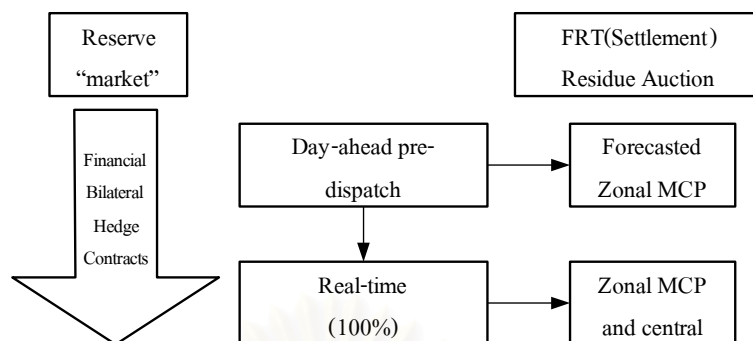 Reserve
“market”
FRT(Settlement)
Residue Auction
Financial
Bilateral
Hedge
Contracts
Day-ahead pre-
dispatch
Forecasted
Zonal MCP
Real-time
(100%)
Zonal MCP
and central